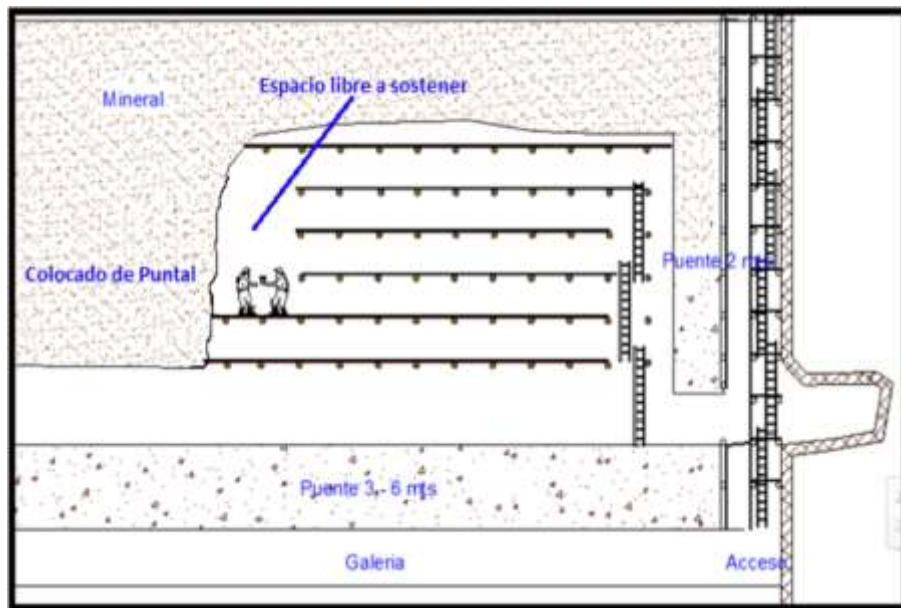 Espacio libre a sostener
Mineral
Puente 2 mts
Colocado de Puntal
Puente 3 - 6 mts
Galeria
Acceso